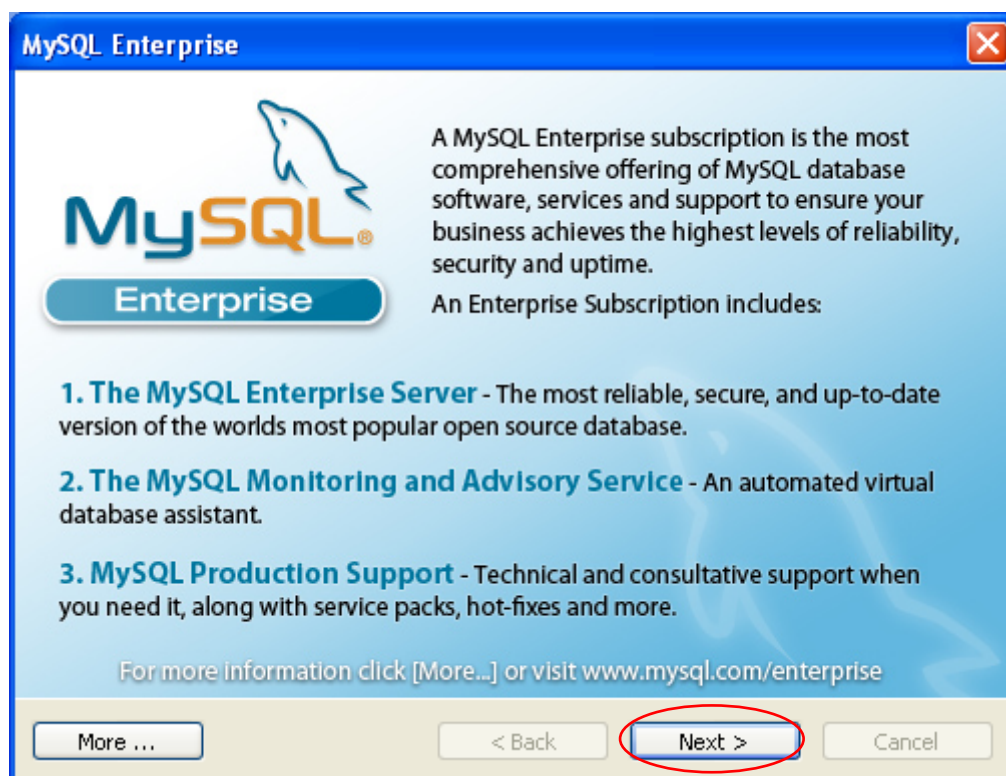 MySQL Enterprise
A MySQL Enterprise subscription is the most
comprehensive offering of MySQL database
software, services and support to ensure your
business achieves the highest levels of reliability,
security and uptime.
MySQL®
Enterprise
An Enterprise Subscription includes:
1. The MySQL Enterprise Server - The most reliable, secure, and up-to-date
version of the worlds most popular open source database.
2. The MySQL Monitoring and Advisory Service - An automated virtual
database assistant.
3. MySQL Production Support - Technical and consultative support when
you need it, along with service packs, hot-fixes and more.
For more information click [More...] or visit www.mysql.com/enterprise
More ...
< Back
Next >
Cancel